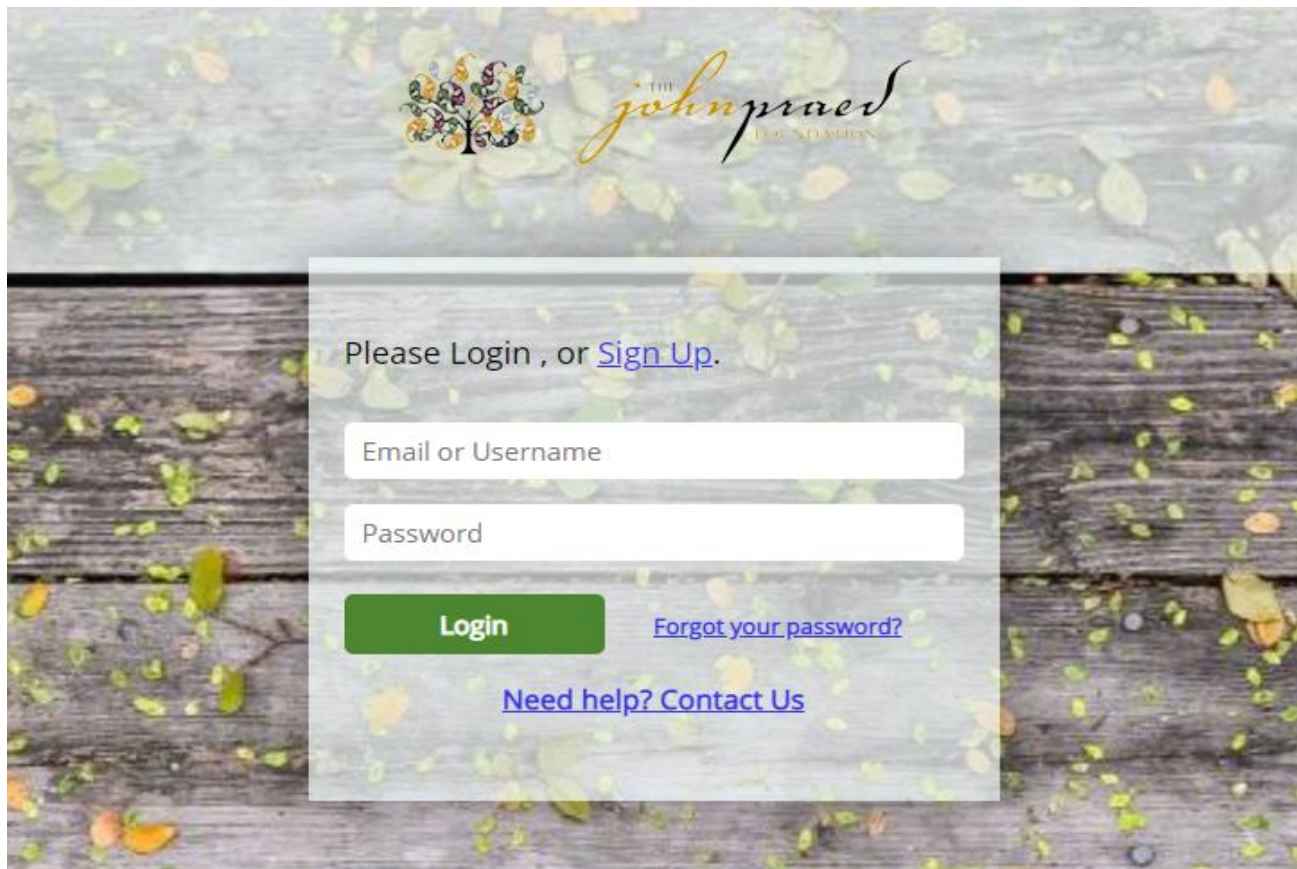 THE
johnpraed
FOUNDATION
Please Login , or Sign Up.
Email or Username
Password
Login
Forgot your password?
Need help? Contact Us